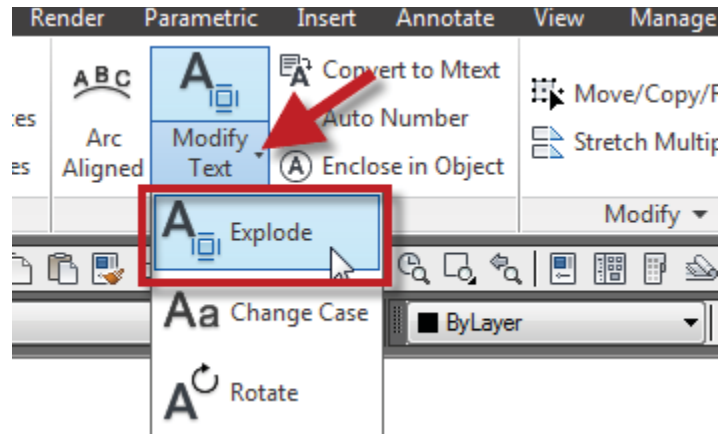 Render Parametric Insert Annotate View Manage
ABC A Convert to Mtext
Move/Copy/F
Auto Number
Arc Modify Stretch Multip
Aligned Text A Enclose in Object
Modify
A Explode
Aa Change Case ByLayer
A Rotate